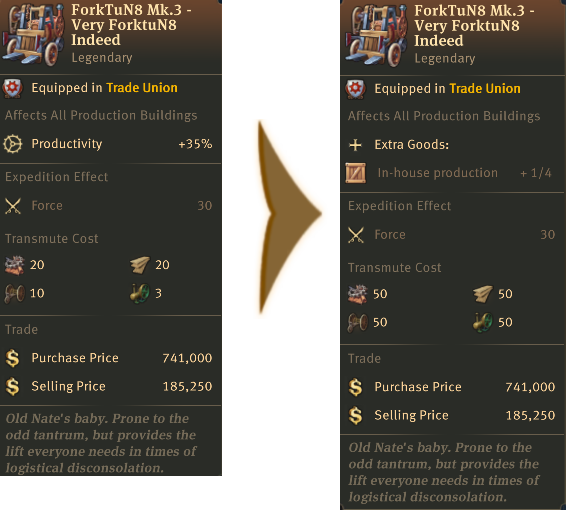 ForkTuN8 Mk.3 -
Very ForktuN8
Indeed
Legendary
Equipped in Trade Union
Affects All Production Buildings
Productivity +35%
Expedition Effect
Force 30
Transmute Cost
20 20
10 3
Trade
Purchase Price 741,000
Selling Price 185,250
Old Nate's baby. Prone to the
odd tantrum, but provides the
lift everyone needs in times of
logistical disconsolation.
ForkTuN8 Mk.3 -
Very ForktuN8
Indeed
Legendary
Equipped in Trade Union
Affects All Production Buildings
Extra Goods:
In-house production + 1/4
Expedition Effect
Force 30
Transmute Cost
50 50
50 50
Trade
Purchase Price 741,000
Selling Price 185,250
Old Nate's baby. Prone to the
odd tantrum, but provides the
lift everyone needs in times of
logistical disconsolation.